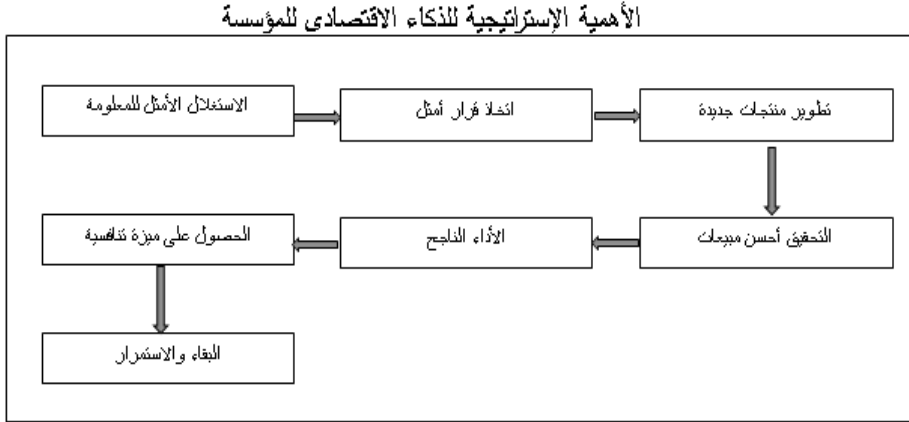 الأهمية الإستراتيجية للذكاء الاقتصادى للمؤسسة
الاستغلال الأمثل للمعلومة
اتخاذ قرار أمثل
تطوير منتجات جديدة
التحقيق أحسن مبيعات
الأداء الناجح
الحصول على ميزة تنافسية
البقاء والاستمرار